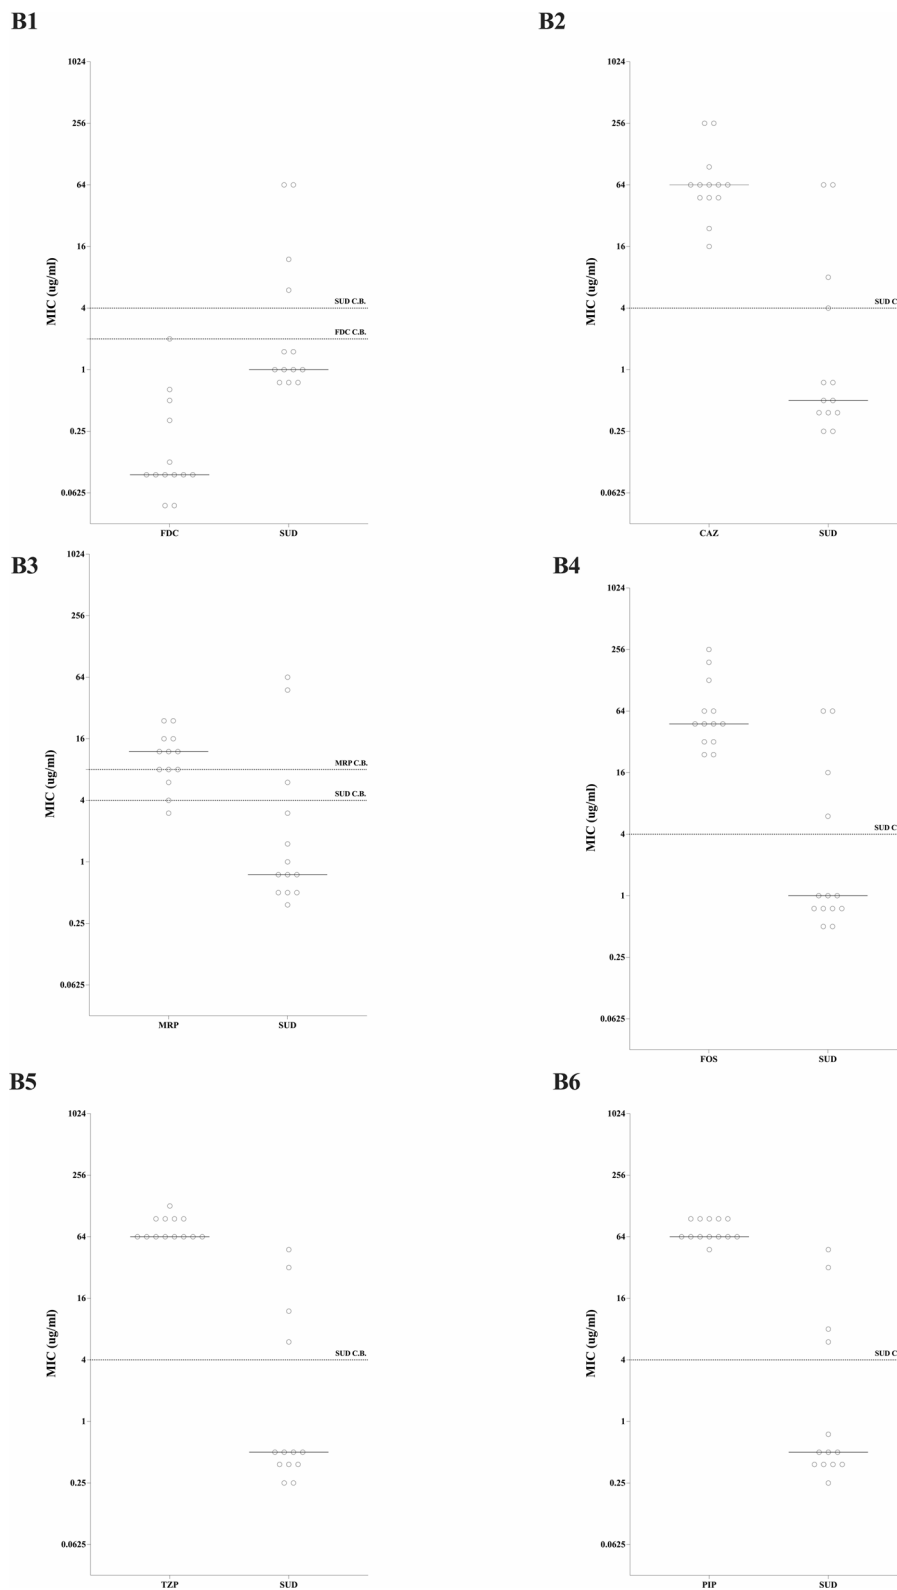 B1
1024
256
64
16
4
1
0.25
0.0625
MIC (ug/ml)
SUD C.B.
FDC C.B.
FDC SUD
B2
1024
256
64
16
4
1
0.25
0.0625
MIC (ug/ml)
SUD C
CAZ SUD
B3
1024
256
64
16
4
1
0.25
0.0625
MIC (ug/ml)
MRP C.B.
SUD C.B.
MRP SUD
B4
1024
256
64
16
4
1
0.25
0.0625
MIC (ug/ml)
SUD C
FOS SUD
B5
1024
256
64
16
4
1
0.25
0.0625
MIC (ug/ml)
SUD C.B.
TZP SUD
B6
1024
256
64
16
4
1
0.25
0.0625
MIC (ug/ml)
SUD C
PIP SUD